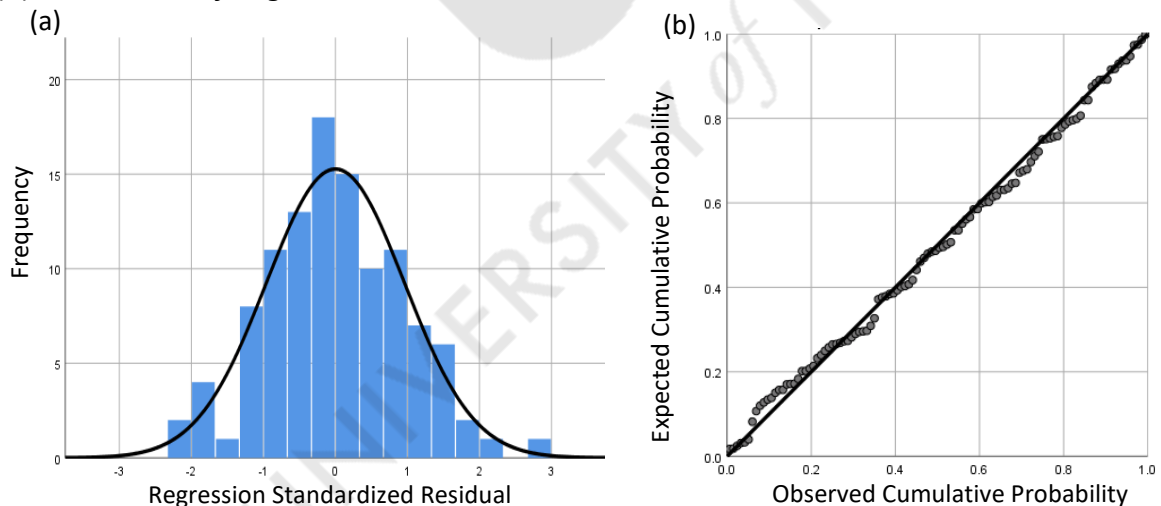 (a)
20
15
10
5
0
Frequency
-3 -2 -1 0 1 2 3
Regression Standardized Residual
(b)
1.0
0.8
0.6
0.4
0.2
0.0
Expected Cumulative Probability
0.0 0.2 0.4 0.6 0.8 1.0
Observed Cumulative Probability
UNIVERSITY of